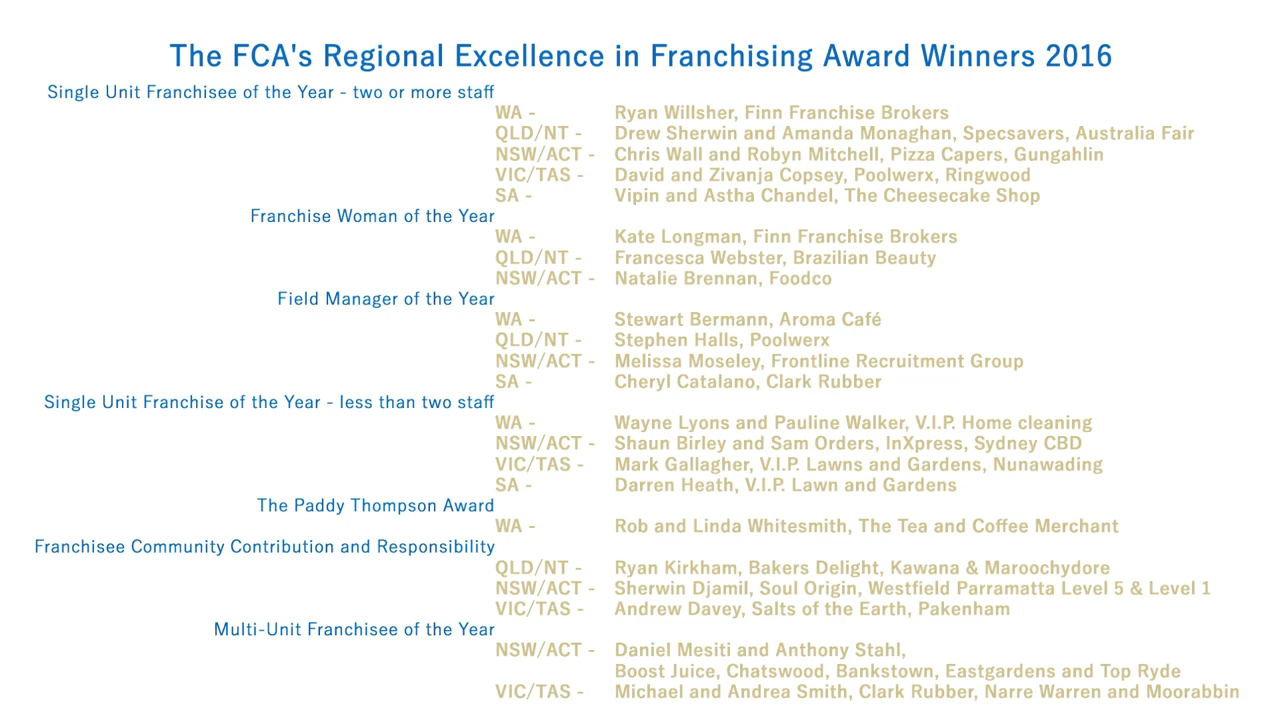 The FCA's Regional Excellence in Franchising Award Winners 2016
Single Unit Franchisee of the Year - two or more staff
WA - Ryan Willsher, Finn Franchise Brokers
QLD/NT - Drew Sherwin and Amanda Monaghan, Specsavers, Australia Fair
NSW/ACT - Chris Wall and Robyn Mitchell, Pizza Capers, Gungahlin
VIC/TAS - David and Zivanja Copsey, Poolwerx, Ringwood
SA - Vipin and Astha Chandel, The Cheesecake Shop
Franchise Woman of the Year
WA - Kate Longman, Finn Franchise Brokers
QLD/NT - Francesca Webster, Brazilian Beauty
NSW/ACT - Natalie Brennan, Foodco
Field Manager of the Year
WA - Stewart Bermann, Aroma Café
QLD/NT - Stephen Halls, Poolwerx
NSW/ACT - Melissa Moseley, Frontline Recruitment Group
SA - Cheryl Catalano, Clark Rubber
Single Unit Franchise of the Year - less than two staff
WA - Wayne Lyons and Pauline Walker, V.I.P. Home cleaning
NSW/ACT - Shaun Birley and Sam Orders, InXpress, Sydney CBD
VIC/TAS - Mark Gallagher, V.I.P. Lawns and Gardens, Nunawading
SA - Darren Heath, V.I.P. Lawn and Gardens
The Paddy Thompson Award
WA - Rob and Linda Whitesmith, The Tea and Coffee Merchant
Franchisee Community Contribution and Responsibility
QLD/NT - Ryan Kirkham, Bakers Delight, Kawana & Maroochydore
NSW/ACT - Sherwin Djamil, Soul Origin, Westfield Parramatta Level 5 & Level 1
VIC/TAS - Andrew Davey, Salts of the Earth, Pakenham
Multi-Unit Franchisee of the Year
NSW/ACT - Daniel Mesiti and Anthony Stahl,
Boost Juice, Chatswood, Bankstown, Eastgardens and Top Ryde
VIC/TAS - Michael and Andrea Smith, Clark Rubber, Narre Warren and Moorabbin